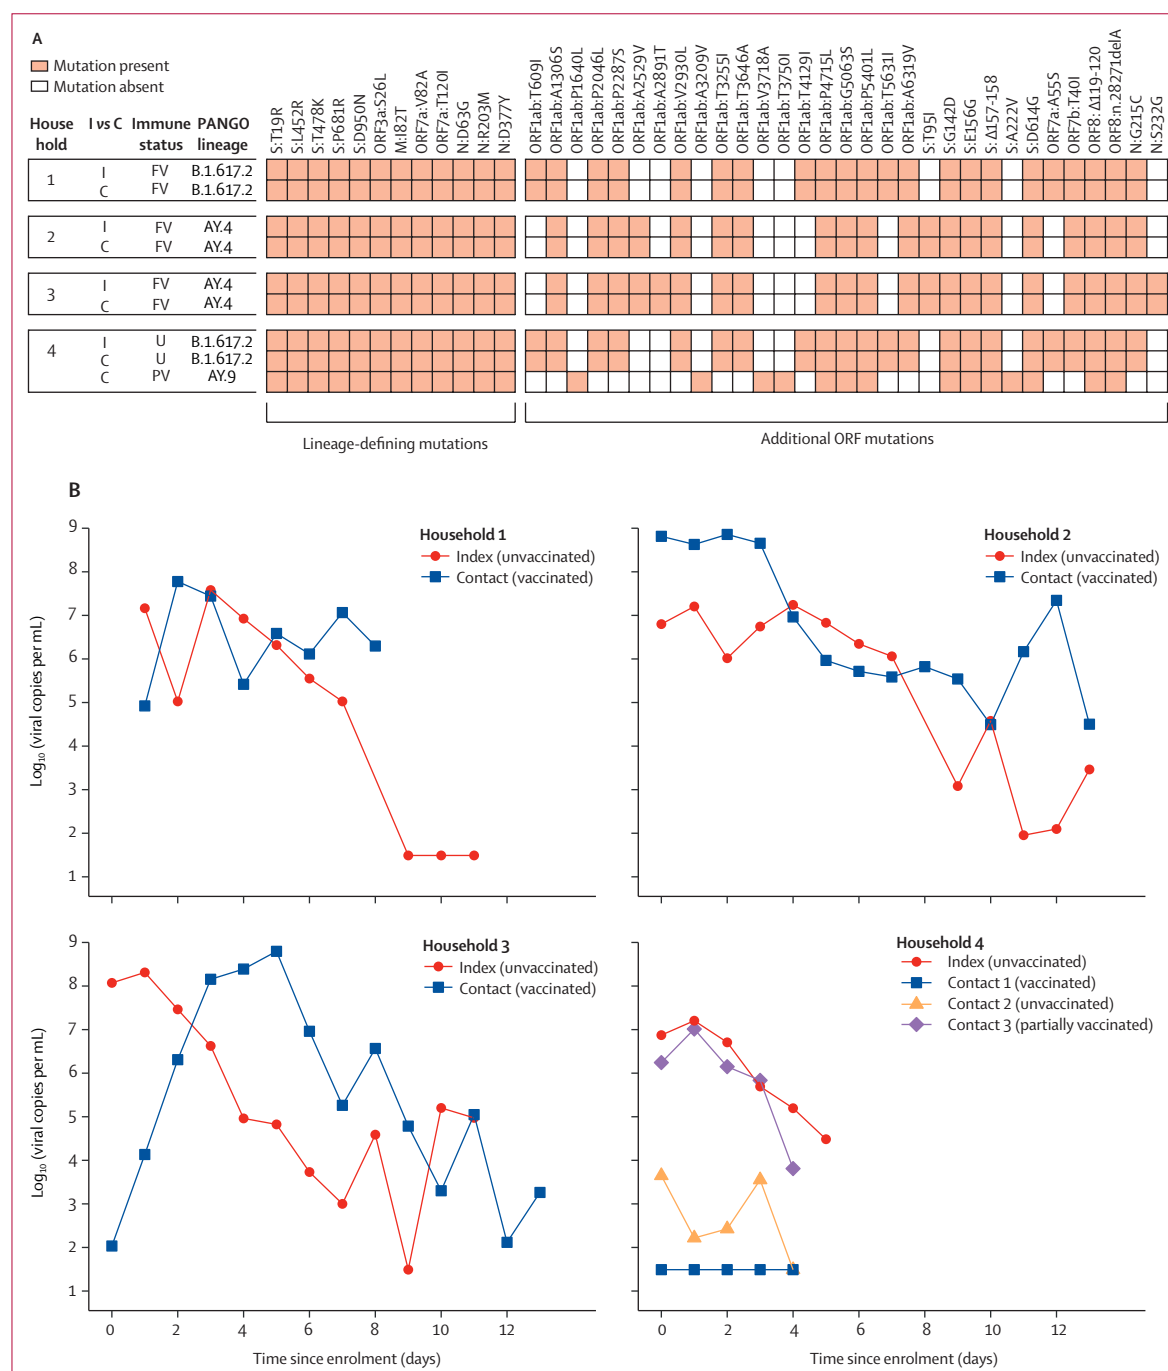 A
Mutation present
Mutation absent
House hold
I vs C
Immune status
PANGO lineage
S:T19R
S:L452R
S:T478K
S:P681R
S:D950N
ORF3a:S26L
M:I82T
ORF7a:V82A
ORF7a:T120I
N:D63G
N:R203M
N:D377Y
ORF1ab:T609I
ORF1ab:A1306S
ORF1ab:P1640L
ORF1ab:P2046L
ORF1ab:P2287S
ORF1ab:A2529V
ORF1ab:A2891T
ORF1ab:V2930L
ORF1ab:A3209V
ORF1ab:T3255I
ORF1ab:T3646A
ORF1ab:V3718A
ORF1ab:T3750I
ORF1ab:T4129I
ORF1ab:P4715L
ORF1ab:G5063S
ORF1ab:P5401L
ORF1ab:T5631I
ORF1ab:A6319V
S:T95I
S:G142D
S:E156G
S: Δ157-158
S:A222V
S:D614G
ORF7a:A55S
ORF7b:T40I
ORF8: Δ119-120
ORF8:n.28271delA
N:G215C
N:S232G
1
I FV B.1.617.2
C FV B.1.617.2
2
I FV AY.4
C FV AY.4
3
I FV AY.4
C FV AY.4
4
I U B.1.617.2
C U B.1.617.2
C PV AY.9
Lineage-defining mutations
Additional ORF mutations
B
Household 1
Index (unvaccinated)
Contact (vaccinated)
9
8
7
6
5
4
3
2
1
Log₁₀ (viral copies per mL)
Household 2
Index (unvaccinated)
Contact (vaccinated)
Household 3
Index (unvaccinated)
Contact (vaccinated)
9
8
7
6
5
4
3
2
1
Log₁₀ (viral copies per mL)
0 2 4 6 8 10 12
Time since enrolment (days)
Household 4
Index (unvaccinated)
Contact 1 (vaccinated)
Contact 2 (unvaccinated)
Contact 3 (partially vaccinated)
0 2 4 6 8 10 12
Time since enrolment (days)